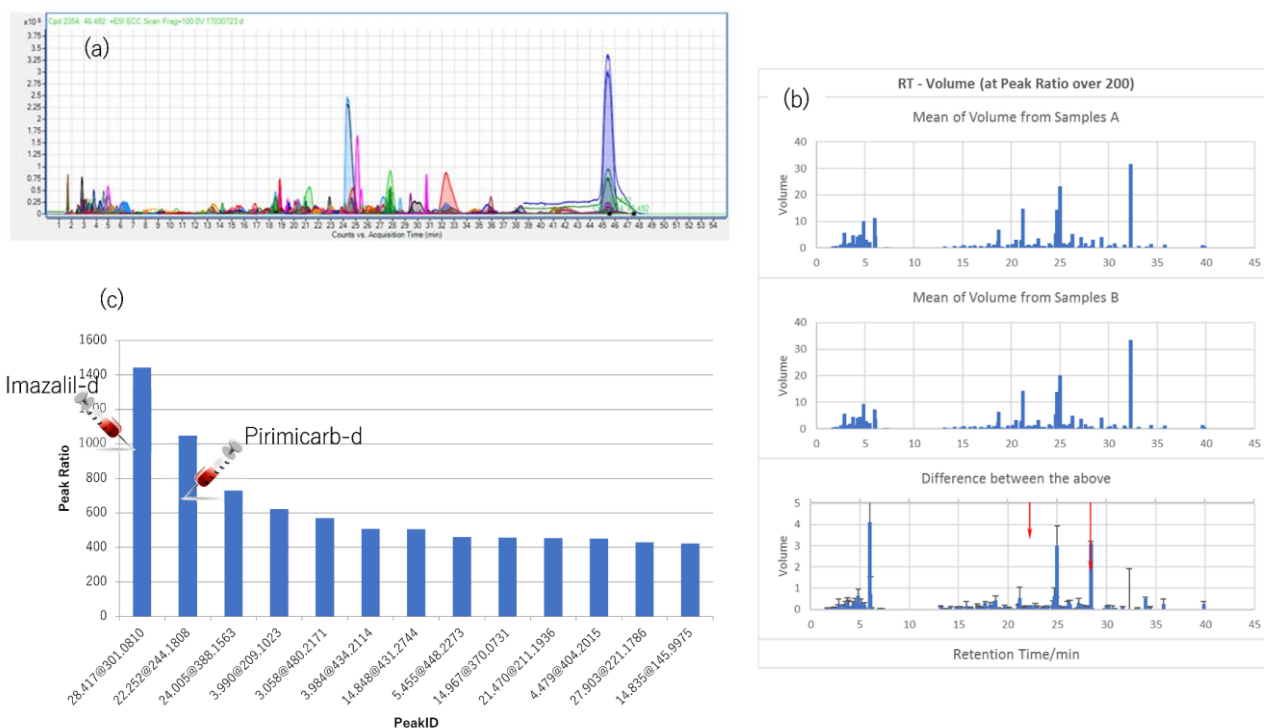 Cpd 2354: 46.492: +ESI ECC Scan Frag=100.0V 17030723.d
(a)
3.75
3.5
3.25
3
2.75
2.5
2.25
2
1.75
1.5
1.25
1
0.75
0.5
0.25
0
1 2 3 4 5 6 7 8 9 10 11 12 13 14 15 16 17 18 19 20 21 22 23 24 25 26 27 28 29 30 31 32 33 34 35 36 37 38 39 40 41 42 43 44 45 46 47 48 49 50 51 52 53 54
Counts vs. Acquisition Time (min)
(b)
RT - Volume (at Peak Ratio over 200)
Mean of Volume from Samples A
Volume
40
30
20
10
0
0 5 10 15 20 25 30 35 40 45
Mean of Volume from Samples B
Volume
40
30
20
10
0
0 5 10 15 20 25 30 35 40 45
Difference between the above
Volume
5
4
3
2
1
0
0 5 10 15 20 25 30 35 40 45
Retention Time/min
(c)
Imazalil-d
Pirimicarb-d
Peak Ratio
1600
1400
1200
1000
800
600
400
200
0
28.417@301.0810
22.252@244.1808
24.005@388.1563
3.990@209.1023
3.058@480.2171
3.984@434.2114
14.848@431.2744
5.455@448.2273
14.967@370.0731
21.470@211.1936
4.479@404.2015
27.903@221.1786
14.835@145.9975
PeakID